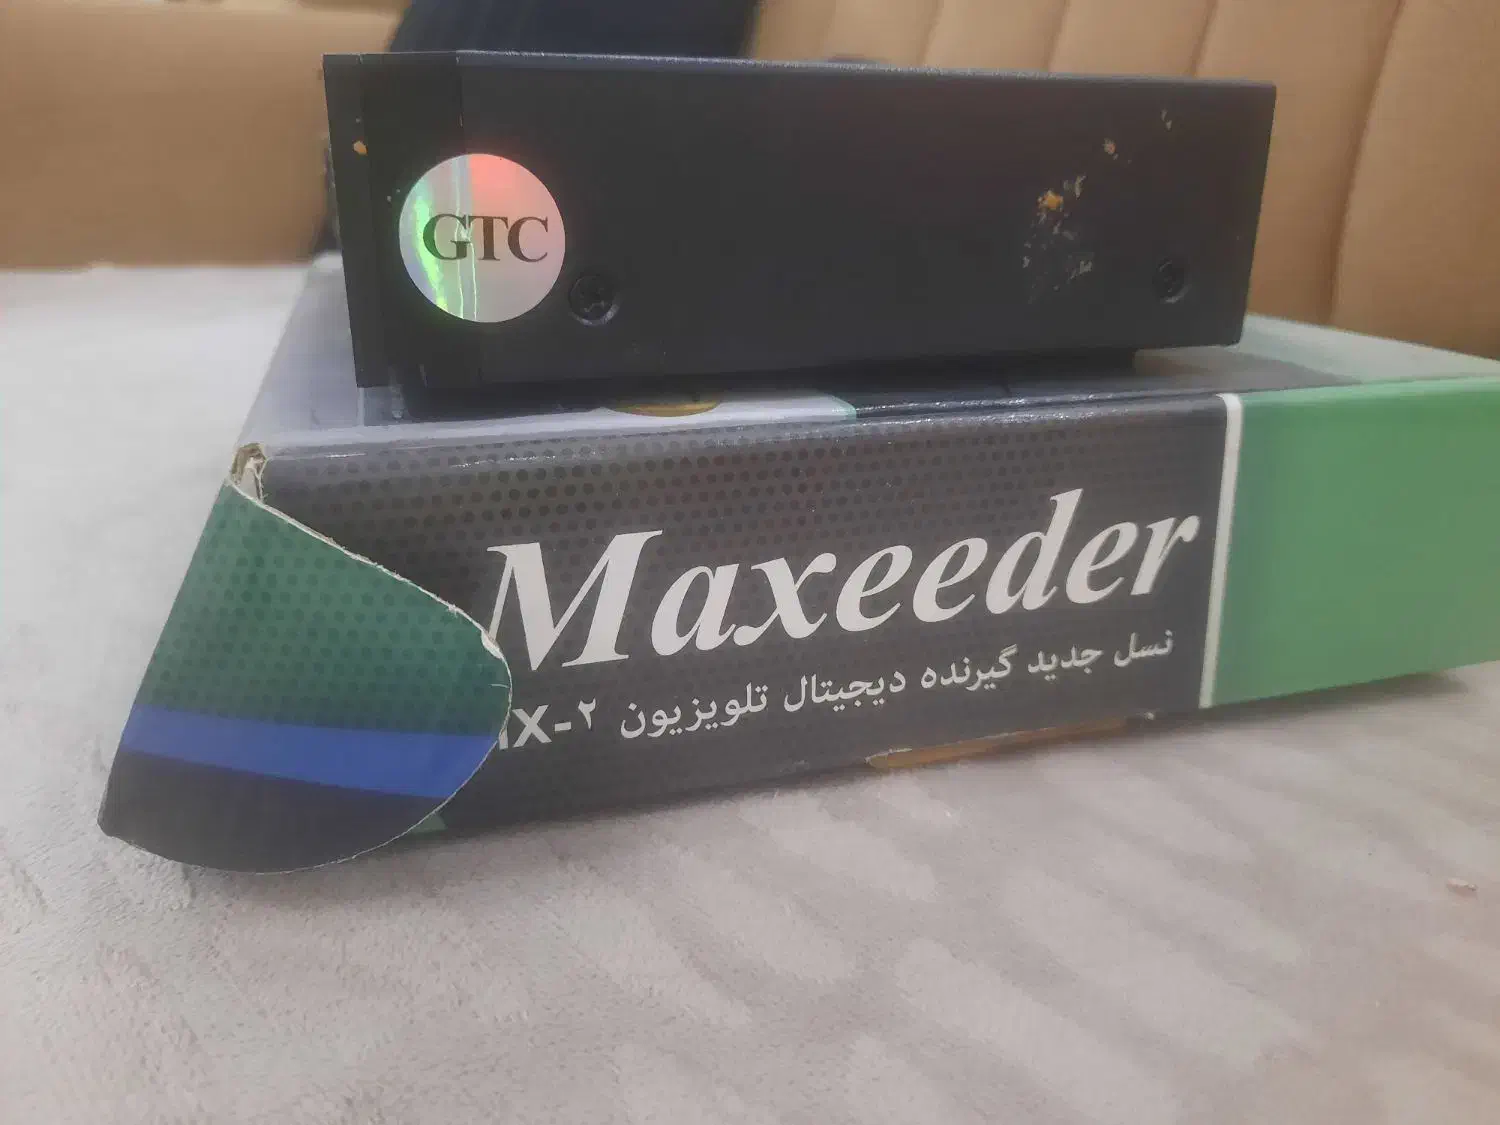 GTC
Maxeeder
نسل جدید گیرنده دیجیتال تلویزیون X-۲